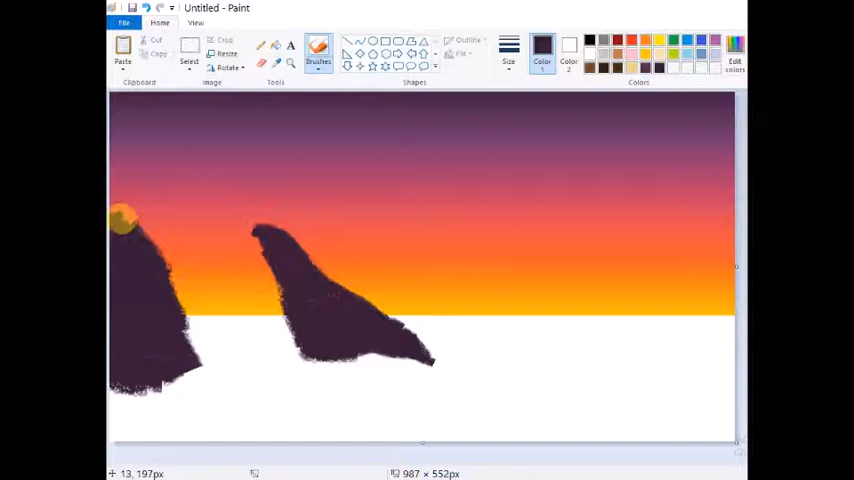 Untitled - Paint
File Home View
Paste Cut Copy Clipboard
Select Crop Resize Rotate Image
A Tools
Brushes
Shapes Outline Fill
Size
Color 1 Color 2 Colors Edit colors
13, 197px 987 × 552px